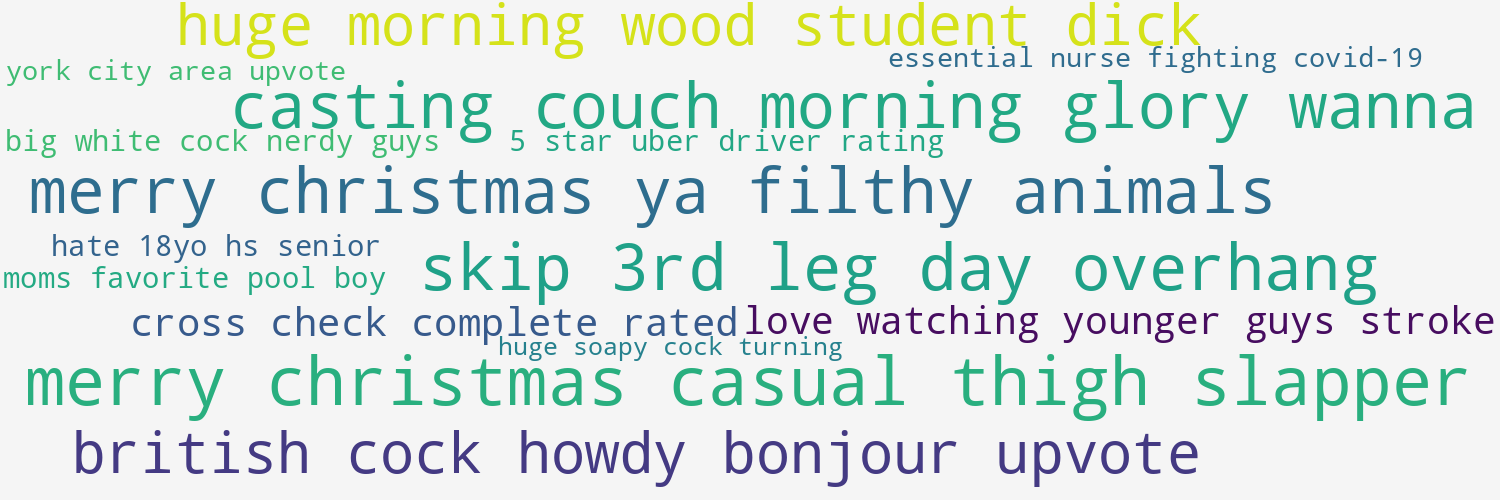 huge morning wood student dick
essential nurse fighting covid-19
york city area upvote
casting couch morning glory wanna
big white cock nerdy guys
5 star uber driver rating
merry christmas ya filthy animals
hate 18yo hs senior
skip 3rd leg day overhang
moms favorite pool boy
cross check complete rated
love watching younger guys stroke
huge soapy cock turning
merry christmas casual thigh slapper
british cock howdy bonjour upvote